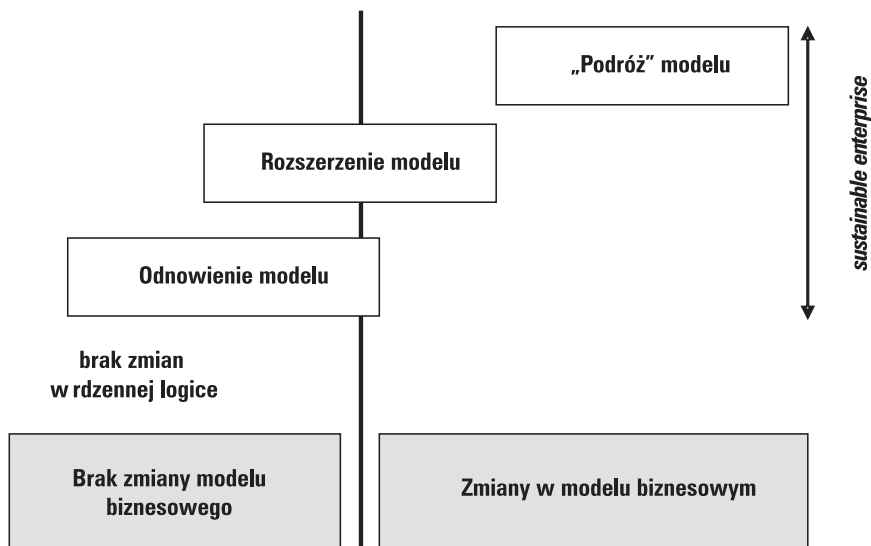 „Podróż” modelu
Rozszerzenie modelu
Odnowienie modelu
sustainable enterprise
brak zmian
w rdzennej logice
Brak zmiany modelu
biznesowego
Zmiany w modelu biznesowym